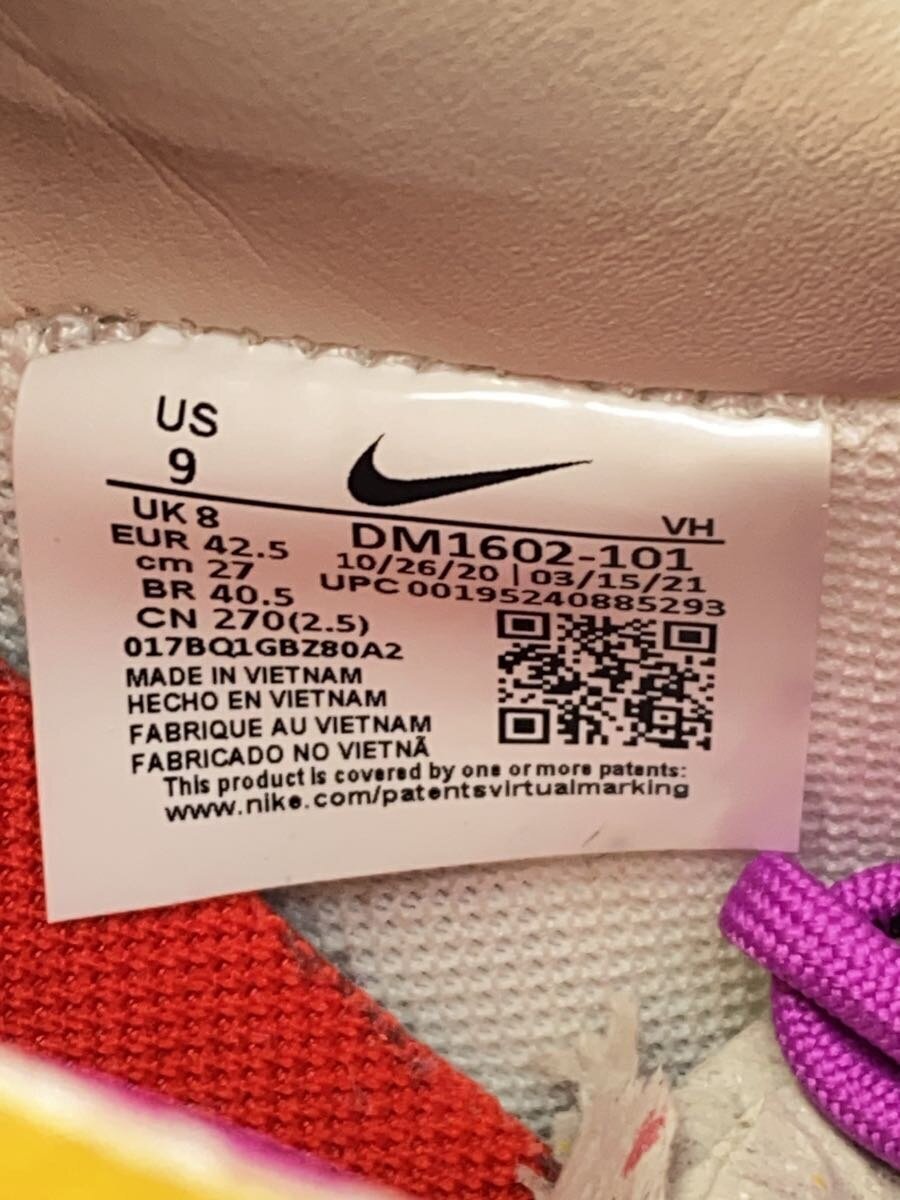 US
9
UK 8
VH
EUR 42.5
DM1602-101
cm 27
10/26/20 | 03/15/21
BR 40.5
UPC 00195240885293
CN 270(2.5)
017BQ1GBZ80A2
MADE IN VIETNAM
HECHO EN VIETNAM
FABRIQUE AU VIETNAM
FABRICADO NO VIETNÃ
This product is covered by one or more patents:
www.nike.com/patentsvirtualmarking